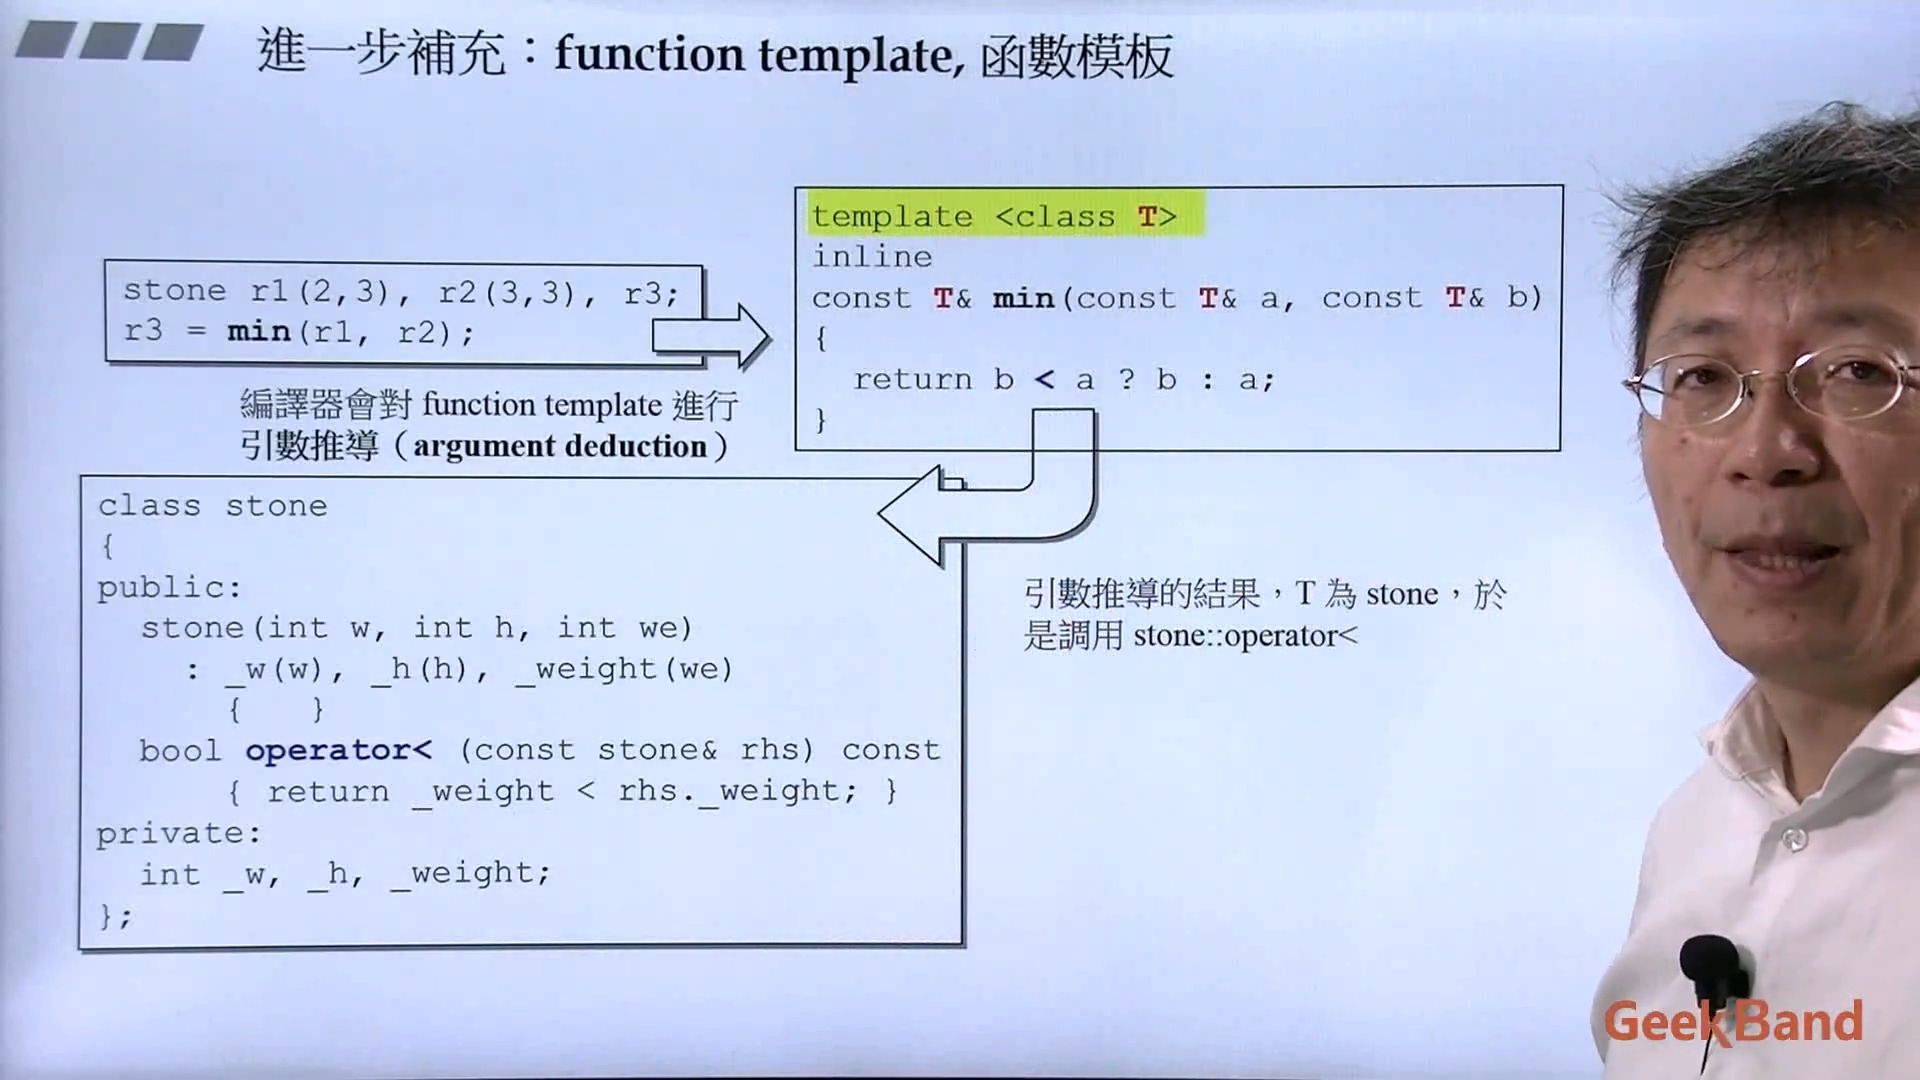 進一步補充：function template, 函數模板
stone r1(2,3), r2(3,3), r3;
r3 = min(r1, r2);
編譯器會對 function template 進行
引數推導（argument deduction）
template <class T>
inline
const T& min(const T& a, const T& b)
{
return b < a ? b : a;
}
class stone
{
public:
stone(int w, int h, int we)
: _w(w), _h(h), _weight(we)
{ }
bool operator< (const stone& rhs) const
{ return _weight < rhs._weight; }
private:
int _w, _h, _weight;
};
引數推導的結果，T 為 stone，於
是調用 stone::operator<
GeekBand